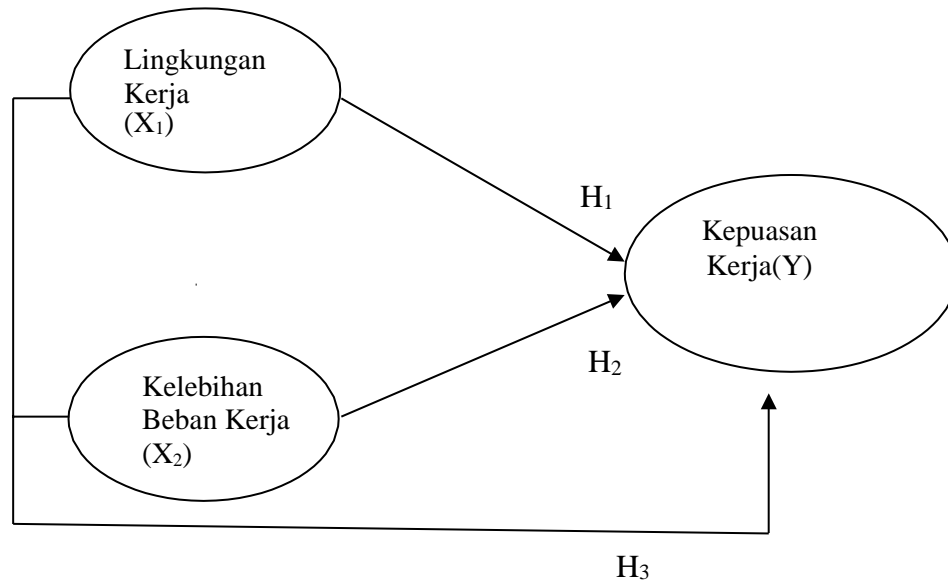 Lingkungan
Kerja
(X₁)
H₁
Kepuasan
Kerja(Y)
Kelebihan
Beban Kerja
(X₂)
H₂
H₃